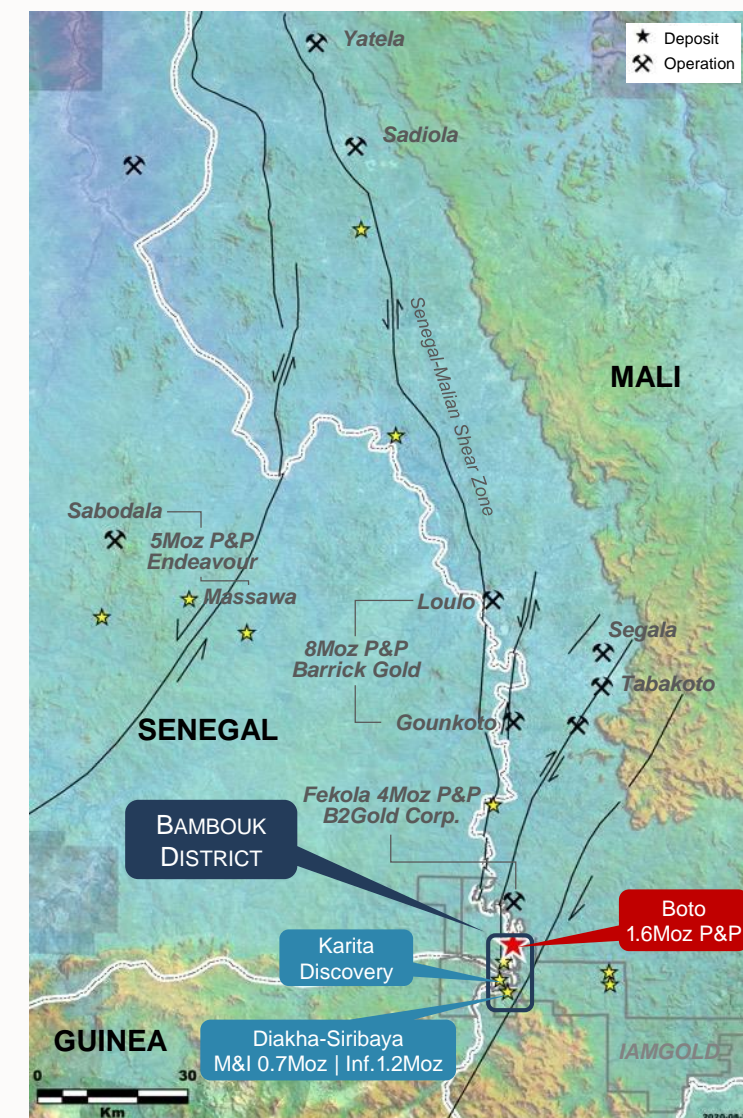 Deposit
Operation
Yatela
Sadiola
Senegal-Malian Shear Zone
MALI
Sabodala
5Moz P&P
Endeavour
Massawa
Loulo
8Moz P&P
Barrick Gold
Gounkoto
Segala
Tabakoto
SENEGAL
Fekola 4Moz P&P
B2Gold Corp.
BAMBOUK
DISTRICT
Boto
1.6Moz P&P
Karita
Discovery
Diakha-Siribaya
M&I 0.7Moz | Inf.1.2Moz
GUINEA
IAMGOLD
0 30
Km